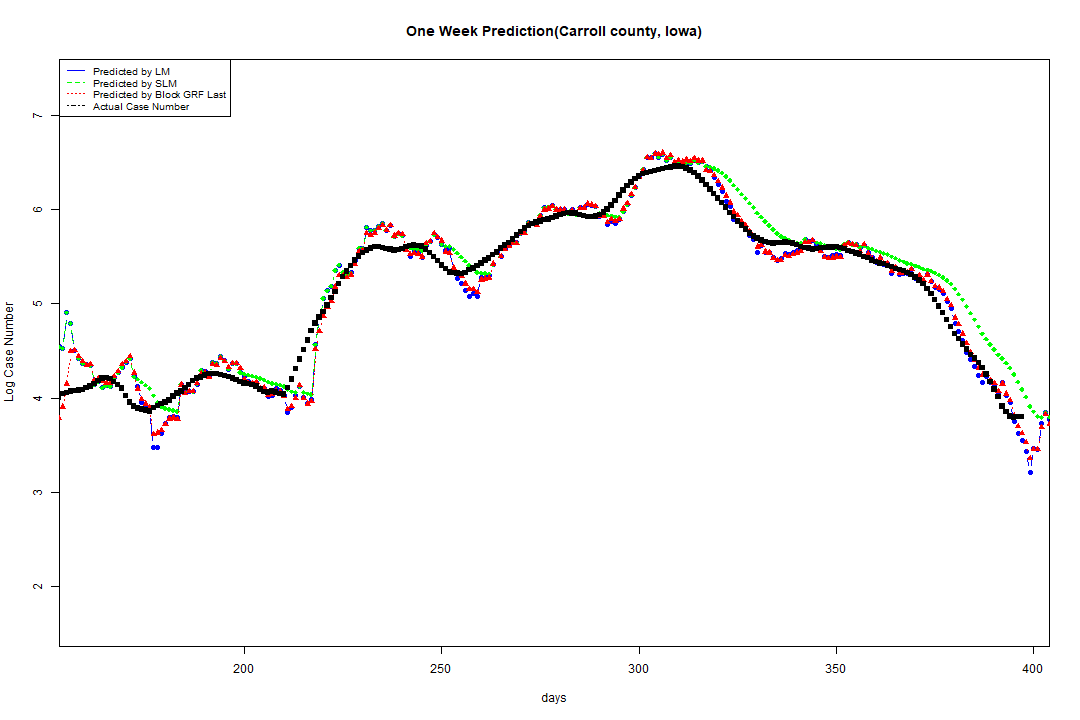 One Week Prediction(Carroll county, Iowa)
Predicted by LM
Predicted by SLM
Predicted by Block GRF Last
Actual Case Number
7
6
5
4
3
2
Log Case Number
200
250
300
350
400
days